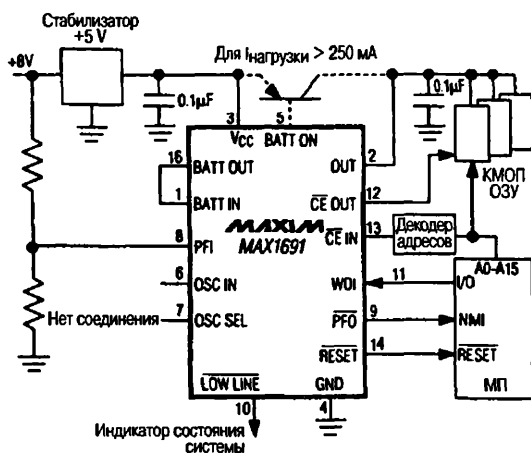 Стабилизатор
+5 V
+8V
Для Iнагрузки > 250 мА
0.1μF
0.1μF
3
5
VCC
BATT ON
16
BATT OUT
OUT
2
1
BATT IN
CE OUT
12
КМОП
ОЗУ
MAXIM
MAX1691
CE IN
13
Декодер
адресов
8
PFI
A0-A15
6
OSC IN
WDI
11
I/O
Нет соединения
7
OSC SEL
PFO
9
NMI
RESET
14
RESET
МП
LOW LINE
GND
10
4
Индикатор состояния
системы